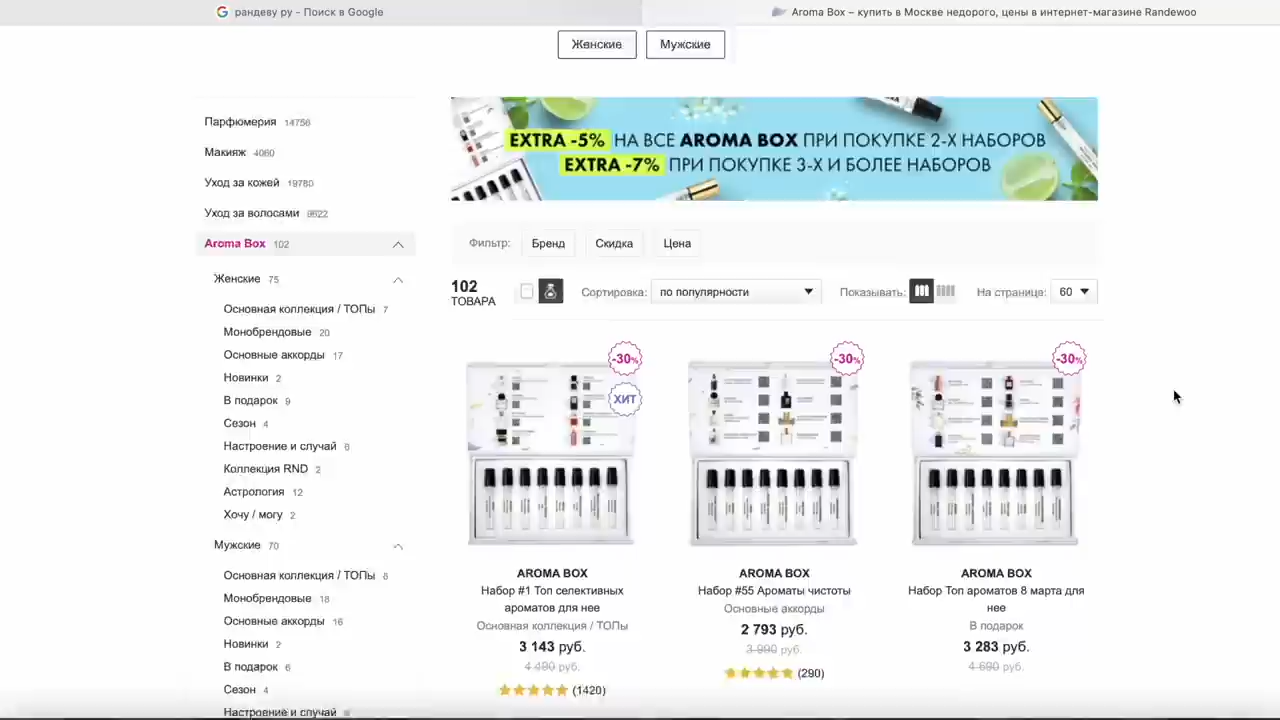 рандеву ру - Поиск в Google
Aroma Box – купить в Москве недорого, цены в интернет-магазине Randewoo
Женские
Мужские
Парфюмерия 14756
Макияж 4060
Уход за кожей 19780
Уход за волосами
Aroma Box 102
Женские 75
Основная коллекция / ТОПы 7
Монобрендовые 20
Основные аккорды 17
Новинки 2
В подарок 9
Сезон 4
Настроение и случай 6
Коллекция RND 2
Астрология 12
Хочу / могу 2
Мужские 70
Основная коллекция / ТОПы 8
Монобрендовые 18
Основные аккорды 16
Новинки 2
В подарок 6
Сезон 4
Настроение и случай
EXTRA -5% НА ВСЕ AROMA BOX ПРИ ПОКУПКЕ 2-Х НАБОРОВ
EXTRA -7% ПРИ ПОКУПКЕ 3-Х И БОЛЕЕ НАБОРОВ
Фильтр: Бренд Скидка Цена
102
ТОВАРА
Сортировка: по популярности
Показывать:
На странице: 60
-30%
ХИТ
AROMA BOX
Набор #1 Топ селективных
ароматов для нее
Основная коллекция / ТОПы
3 143 руб.
4 490 руб.
(1420)
-30%
AROMA BOX
Набор #55 Ароматы чистоты
Основные аккорды
2 793 руб.
3 990 руб.
(290)
-30%
AROMA BOX
Набор Топ ароматов 8 марта для
нее
В подарок
3 283 руб.
4 690 руб.